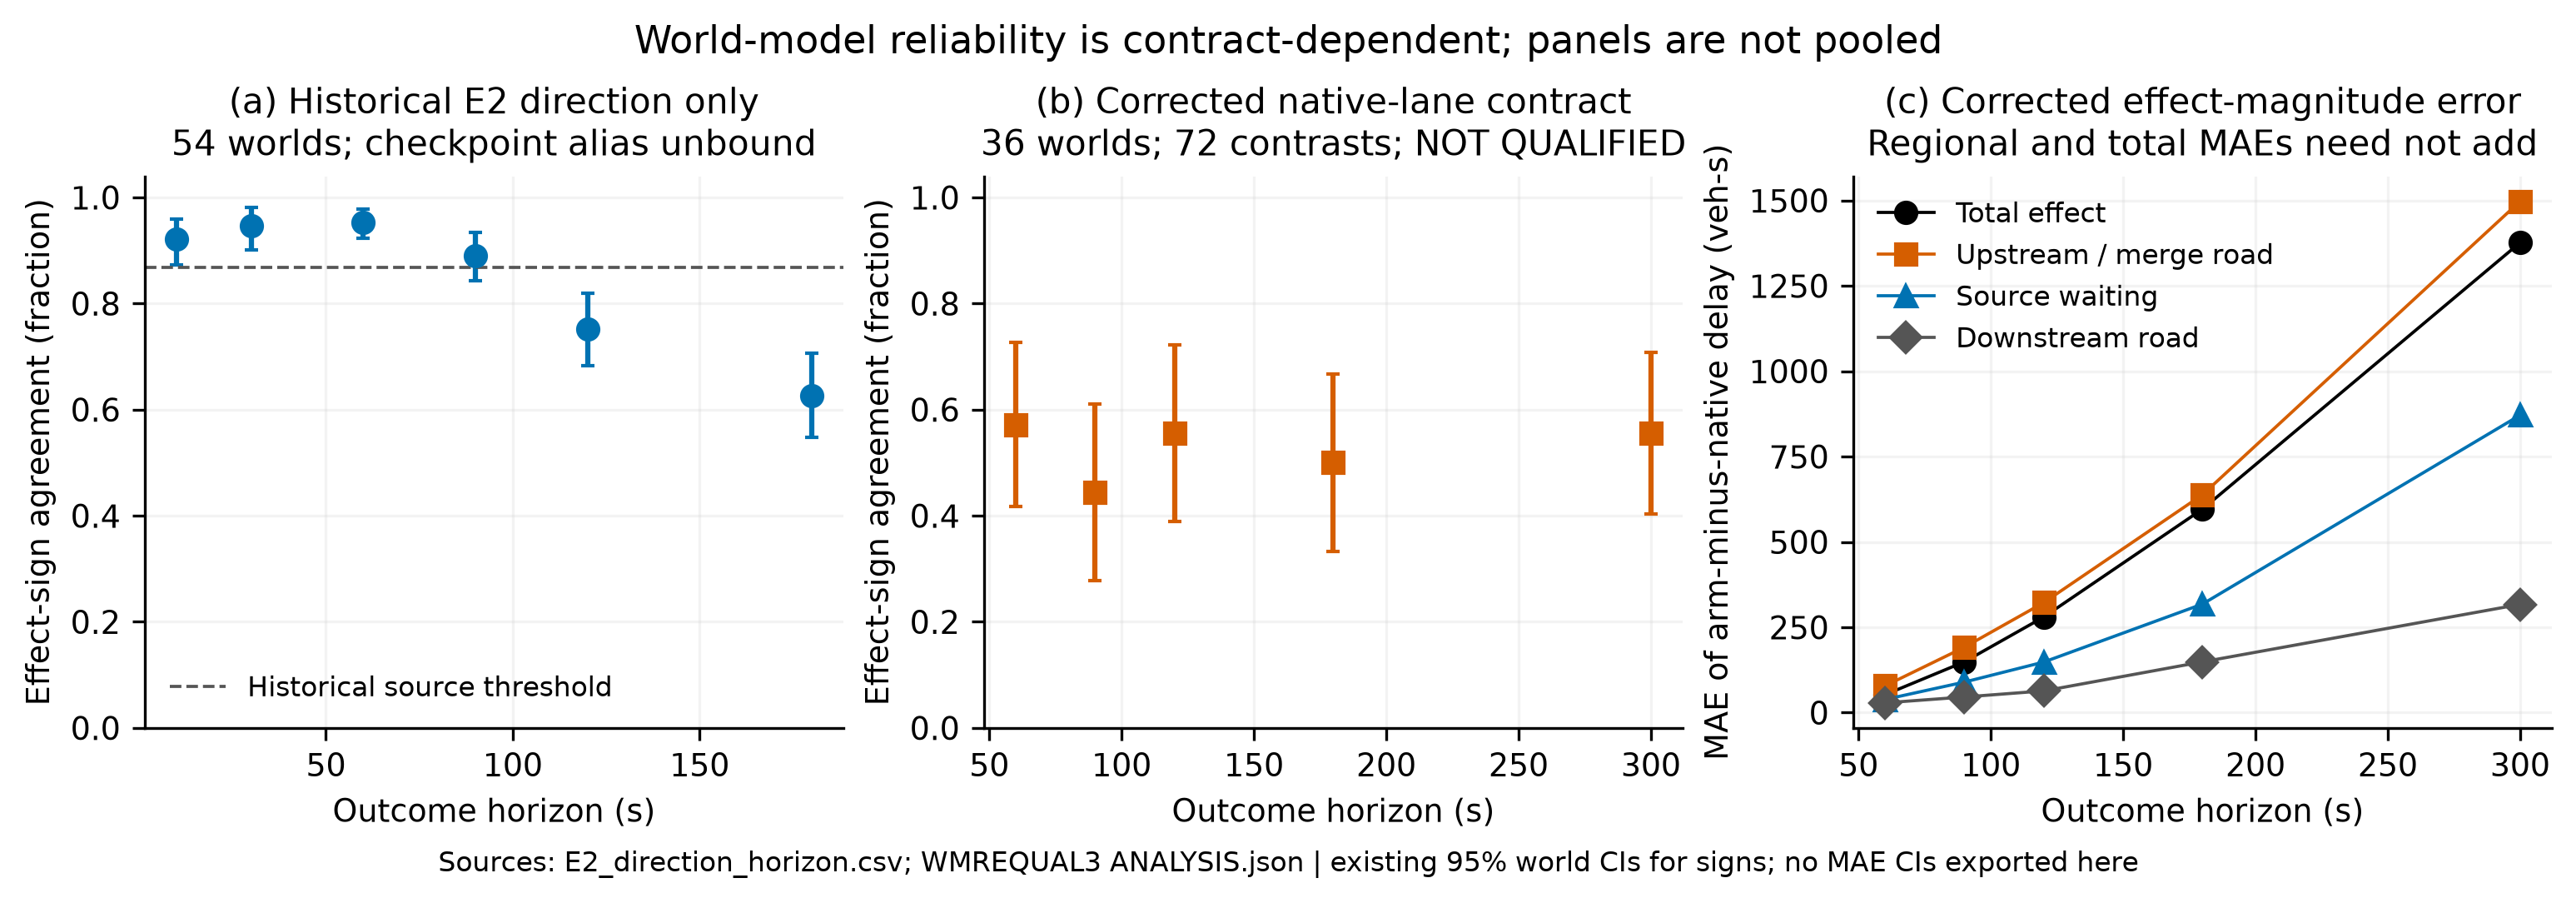 World-model reliability is contract-dependent; panels are not pooled
(a) Historical E2 direction only
54 worlds; checkpoint alias unbound
Effect-sign agreement (fraction)
1.0
0.8
0.6
0.4
0.2
0.0
Historical source threshold
50
100
150
Outcome horizon (s)
(b) Corrected native-lane contract
36 worlds; 72 contrasts; NOT QUALIFIED
Effect-sign agreement (fraction)
1.0
0.8
0.6
0.4
0.2
0.0
50
100
150
200
250
300
Outcome horizon (s)
(c) Corrected effect-magnitude error
Regional and total MAEs need not add
MAE of arm-minus-native delay (veh-s)
1500
1250
1000
750
500
250
0
Total effect
Upstream / merge road
Source waiting
Downstream road
50
100
150
200
250
300
Outcome horizon (s)
Sources: E2_direction_horizon.csv; WMREQUAL3 ANALYSIS.json | existing 95% world CIs for signs; no MAE CIs exported here